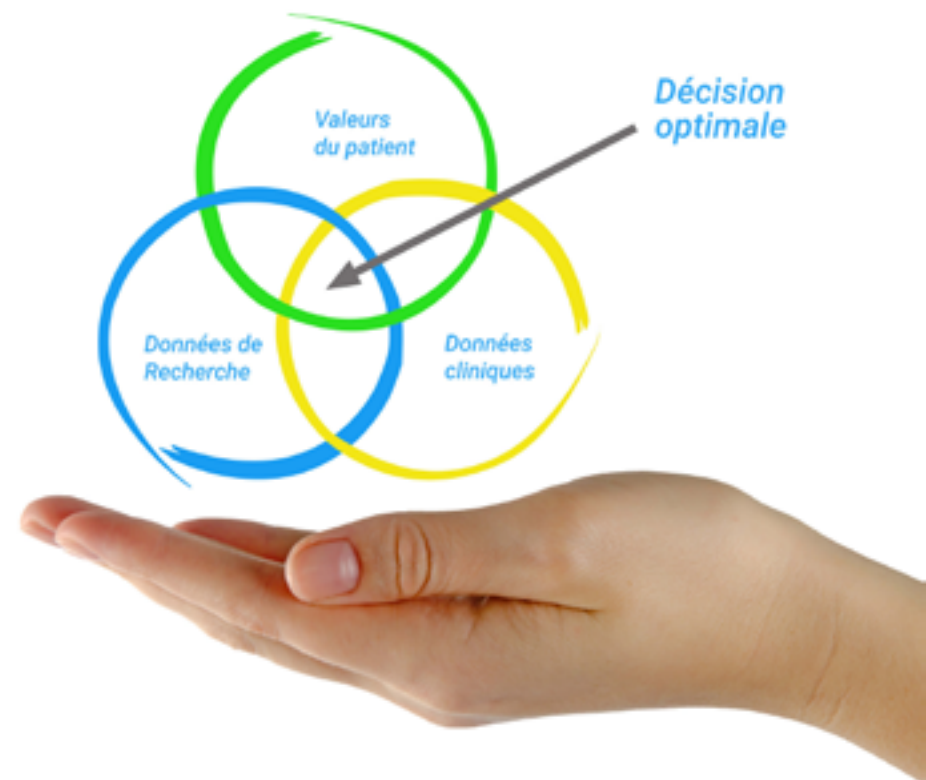 Décision
optimale
Valeurs
du patient
Données de
Recherche
Données
cliniques